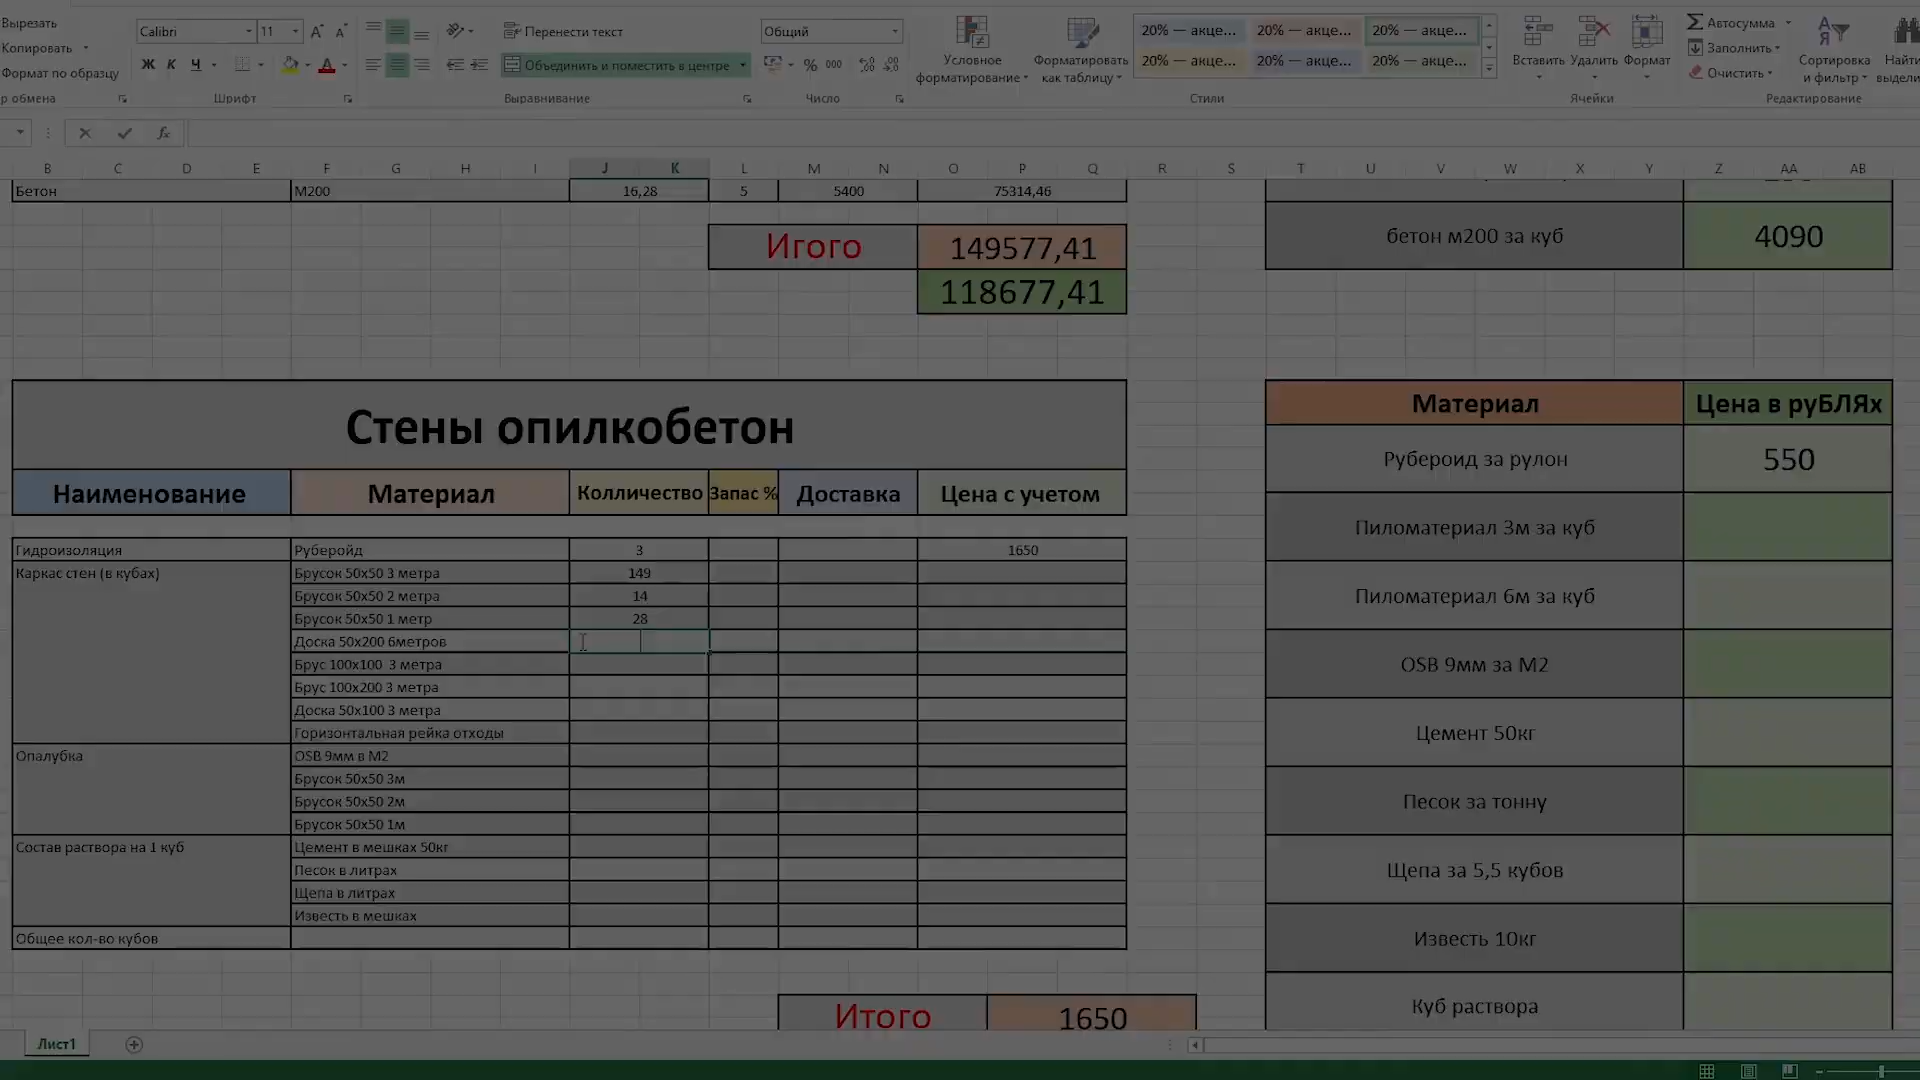 Вырезать
Копировать
Формат по образцу
р обмена
Calibri
11
Ж К Ч
Шрифт
Перенести текст
Объединить и поместить в центре
Выравнивание
Общий
% 000
Число
Условное форматирование
Форматировать как таблицу
20% — акце... 20% — акце... 20% — акце...
20% — акце... 20% — акце... 20% — акце...
Стили
Вставить Удалить Формат
Ячейки
Автосумма
Заполнить
Очистить
Сортировка и фильтр
Найти
выдели
Редактирование
fx
B C D E F G H I J K L M N O P Q R S T U V W X Y Z AA AB
Бетон М200 16,28 5 5400 75314,46
Игого 149577,41
118677,41
бетон м200 за куб 4090
Стены опилкобетон
Наименование Материал Колличество Запас % Доставка Цена с учетом
Гидроизоляция Руберойд 3 1650
Каркас стен (в кубах) Брусок 50х50 3 метра 149
Брусок 50х50 2 метра 14
Брусок 50х50 1 метр 28
Доска 50х200 6метров
Брус 100х100 3 метра
Брус 100х200 3 метра
Доска 50х100 3 метра
Горизонтальная рейка отходы
Опалубка OSB 9мм в М2
Брусок 50х50 3м
Брусок 50х50 2м
Брусок 50х50 1м
Состав раствора на 1 куб Цемент в мешках 50кг
Песок в литрах
Щепа в литрах
Известь в мешках
Общее кол-во кубов
Итого 1650
Материал Цена в руБЛЯх
Рубероид за рулон 550
Пиломатериал 3м за куб
Пиломатериал 6м за куб
OSB 9мм за М2
Цемент 50кг
Песок за тонну
Щепа за 5,5 кубов
Известь 10кг
Куб раствора
Лист1